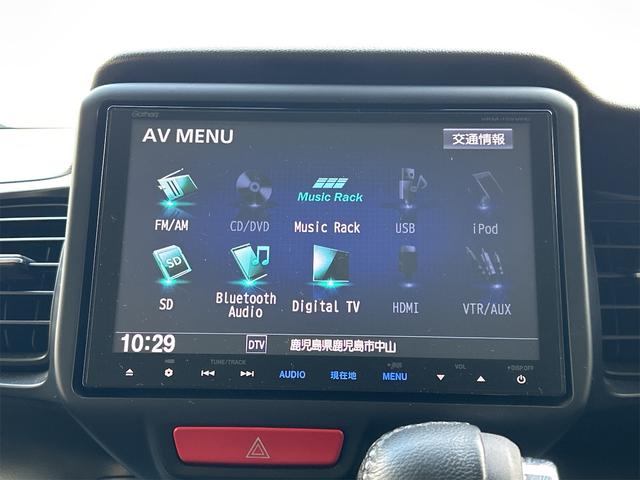 Gathers
AV MENU
交通情報
Music Rack
FM/AM
CD/DVD
Music Rack
USB
iPod
SD
SD
Bluetooth
Audio
Digital TV
HDMI
VTR/AUX
10:29
DTV
鹿児島県鹿児島市中山
TUNE/TRACK
VOL
DISP.OFF
AUDIO
現在地
MENU